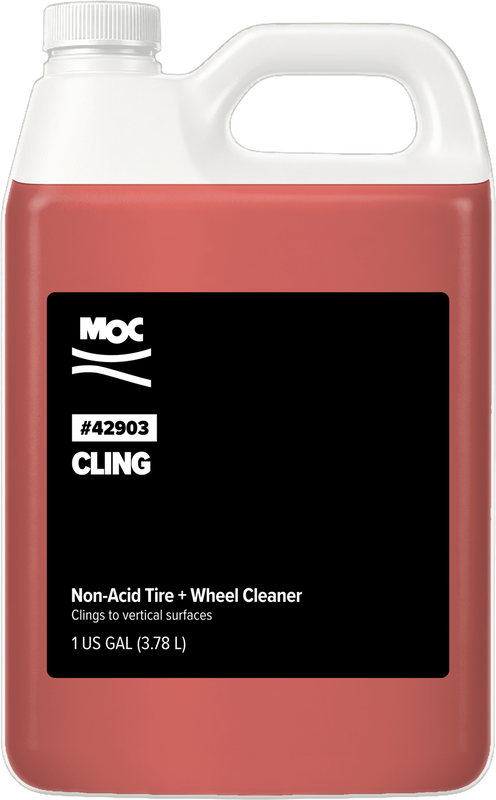 MOC
#42903
CLING
Non-Acid Tire + Wheel Cleaner
Clings to vertical surfaces
1 US GAL (3.78 L)